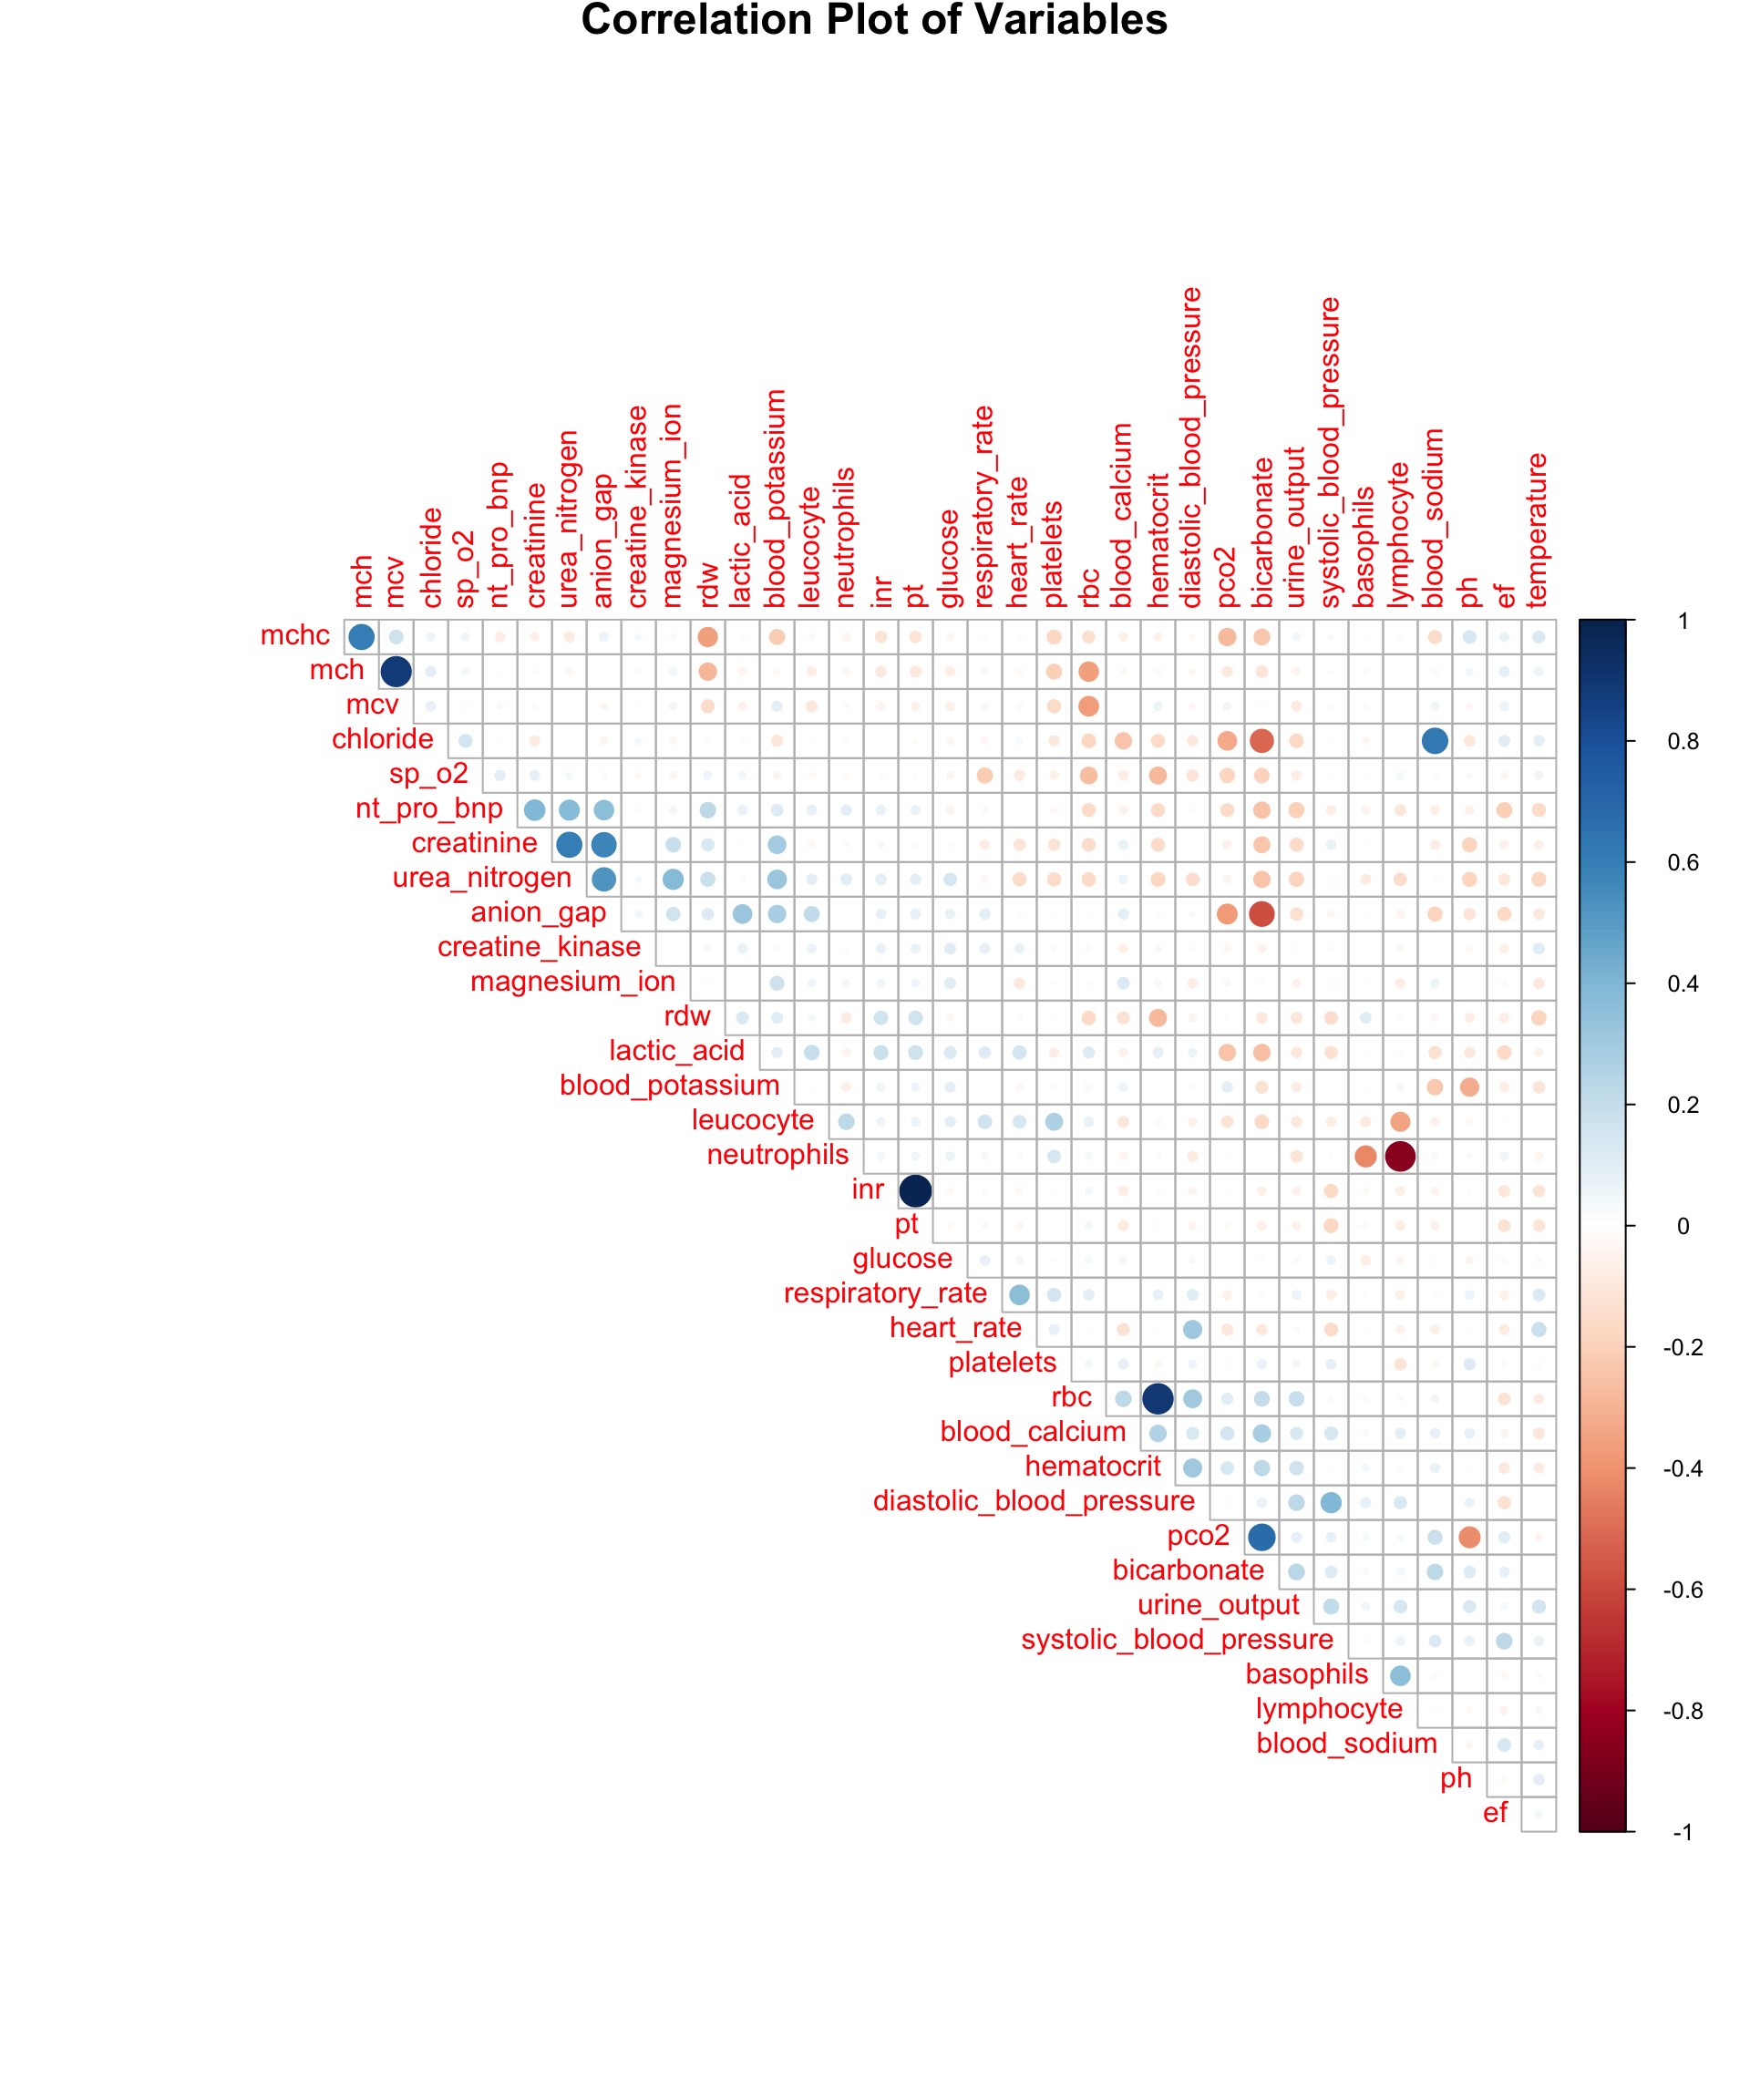 Correlation Plot of Variables
mch
mcv
chloride
sp_o2
nt_pro_bnp
creatinine
urea_nitrogen
anion_gap
creatine_kinase
magnesium_ion
rdw
lactic_acid
blood_potassium
leucocyte
neutrophils
inr
pt
glucose
respiratory_rate
heart_rate
platelets
rbc
blood_calcium
hematocrit
diastolic_blood_pressure
pco2
bicarbonate
urine_output
systolic_blood_pressure
basophils
lymphocyte
blood_sodium
ph
ef
temperature
mchc
mch
mcv
chloride
sp_o2
nt_pro_bnp
creatinine
urea_nitrogen
anion_gap
creatine_kinase
magnesium_ion
rdw
lactic_acid
blood_potassium
leucocyte
neutrophils
inr
pt
glucose
respiratory_rate
heart_rate
platelets
rbc
blood_calcium
hematocrit
diastolic_blood_pressure
pco2
bicarbonate
urine_output
systolic_blood_pressure
basophils
lymphocyte
blood_sodium
ph
ef
1
0.8
0.6
0.4
0.2
0
-0.2
-0.4
-0.6
-0.8
-1